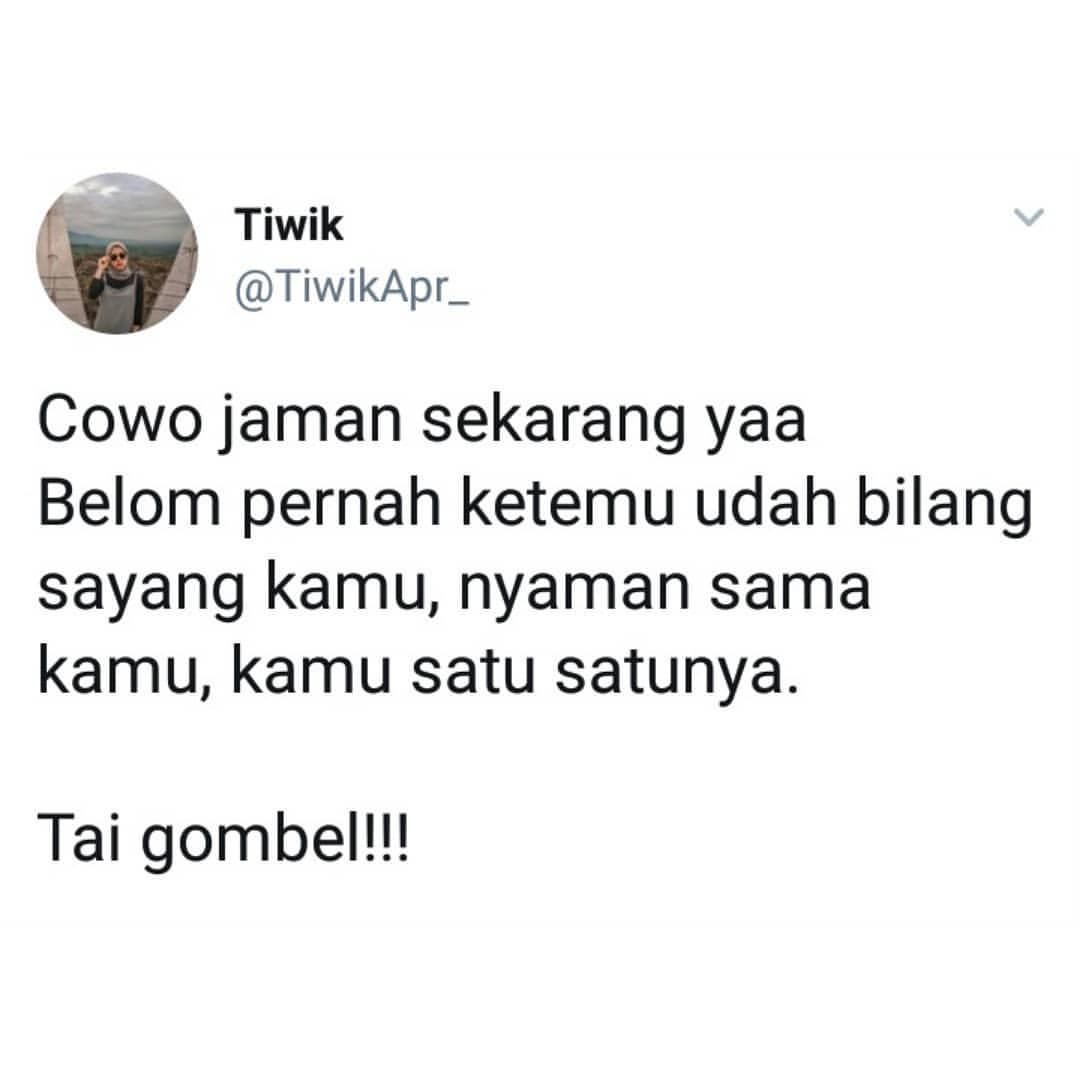 Tiwik
@TiwikApr_
Cowo jaman sekarang yaa
Belom pernah ketemu udah bilang
sayang kamu, nyaman sama
kamu, kamu satu satunya.
Tai gombel!!!